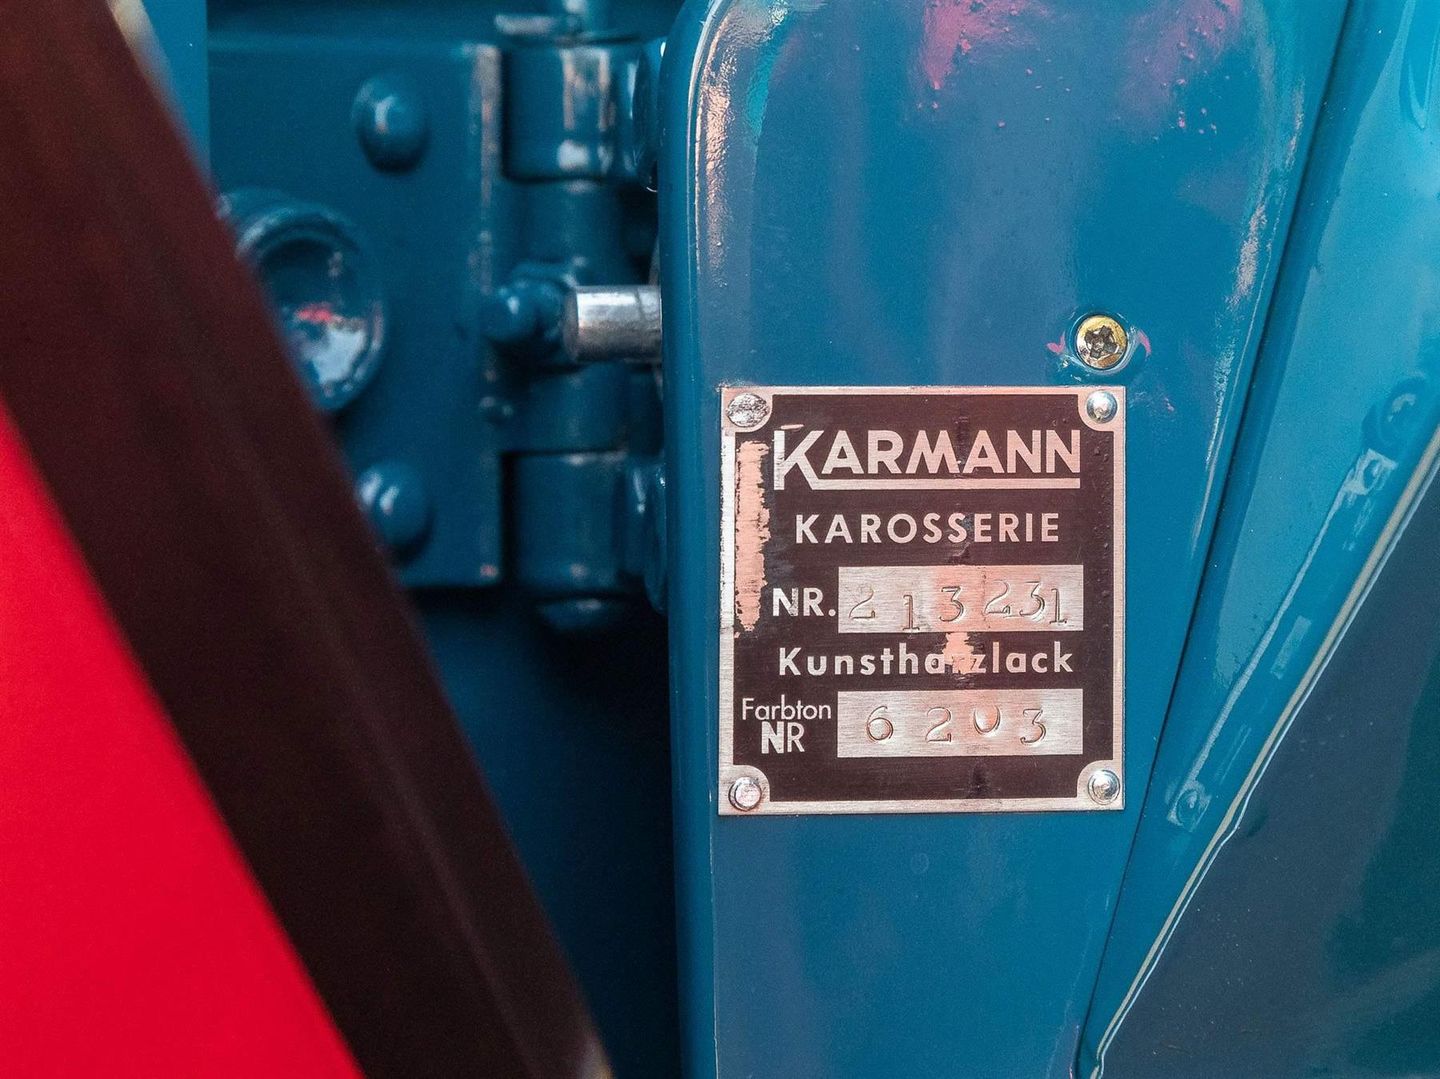 KARMANN
KAROSSERIE
NR. 213231
Kunstharzlack
Farbton
NR 6203